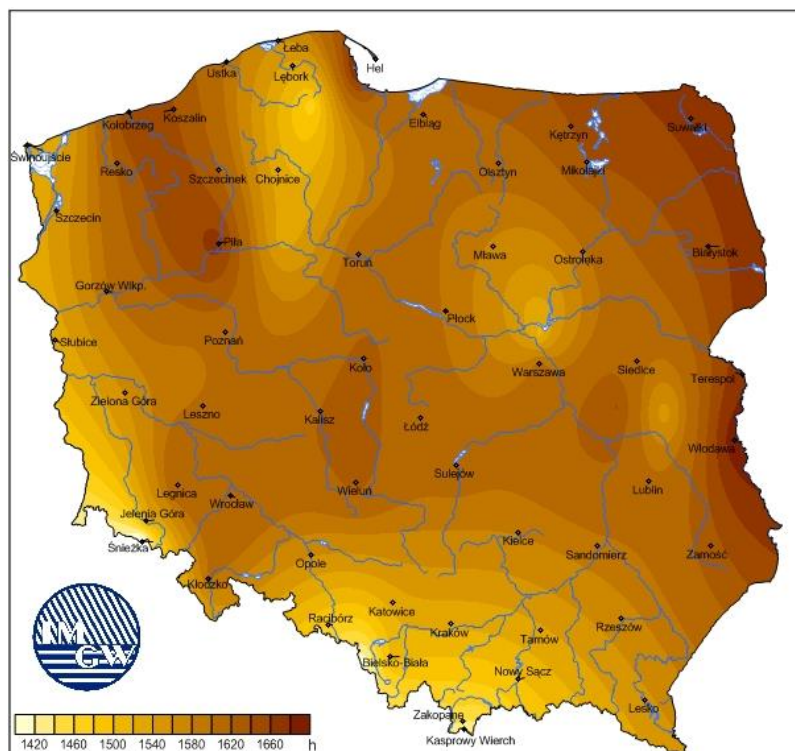 Łeba
Hel
Ustka
Lębork
Koszalin
Kołobrzeg
Elbląg
Kętrzyn
Suwałki
Świnoujście
Resko
Szczecinek
Chojnice
Olsztyn
Mikołajki
Szczecin
Piła
Toruń
Mława
Ostrołęka
Białystok
Gorzów Wlkp.
Płock
Słubice
Poznań
Koło
Warszawa
Siedlce
Terespol
Zielona Góra
Leszno
Kalisz
Łódź
Włodawa
Sulejów
Legnica
Wrocław
Wieluń
Lublin
Jelenia Góra
Śnieżka
Kielce
Sandomierz
Zamość
Opole
Kłodzko
Racibórz
Katowice
Kraków
Tarnów
Rzeszów
IM
GW
Bielsko-Biała
Nowy Sącz
Lesko
Zakopane
Kasprowy Wierch
1420 1460 1500 1540 1580 1620 1660 h